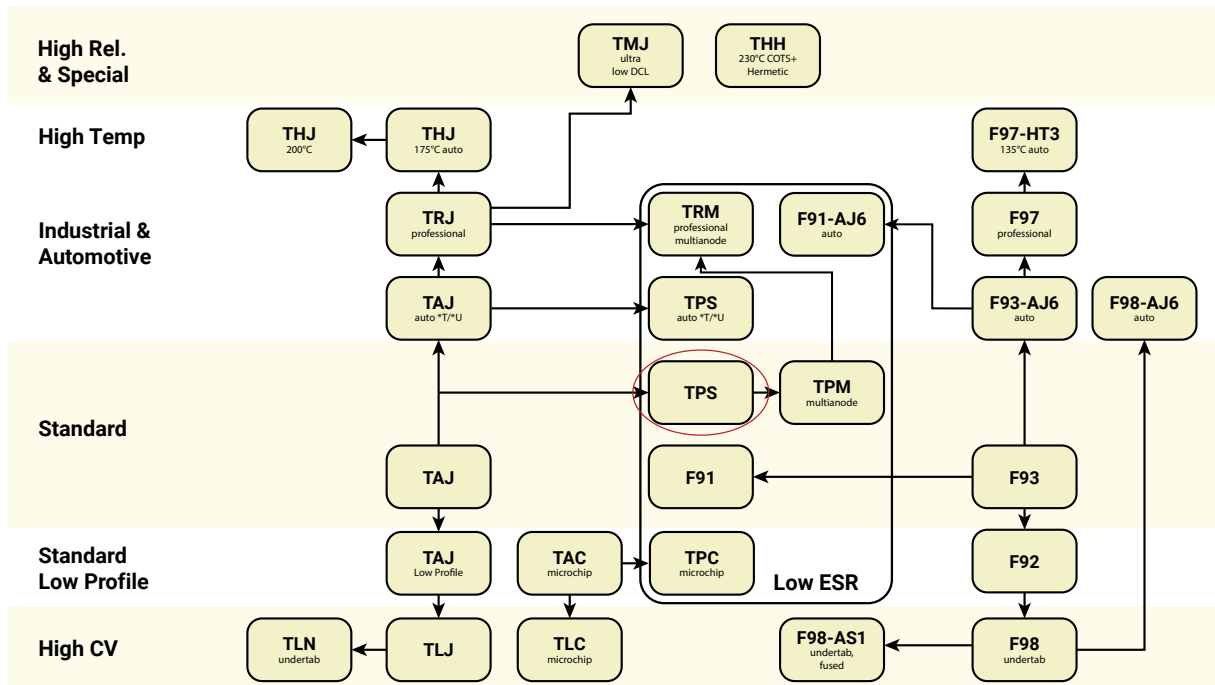 High Rel.
& Special
TMJ
ultra
low DCL
THH
230°C COTS+
Hermetic
High Temp
THJ
200°C
THJ
175°C auto
F97-HT3
135°C auto
Industrial &
Automotive
TRJ
professional
TRM
professional
multianode
F91-AJ6
auto
F97
professional
TAJ
auto *T/*U
TPS
auto *T/*U
F93-AJ6
auto
F98-AJ6
auto
Standard
TPS
TPM
multianode
TAJ
F91
F93
Standard
Low Profile
TAJ
Low Profile
TAC
microchip
TPC
microchip
Low ESR
F92
High CV
TLN
undertab
TLJ
TLC
microchip
F98-AS1
undertab,
fused
F98
undertab